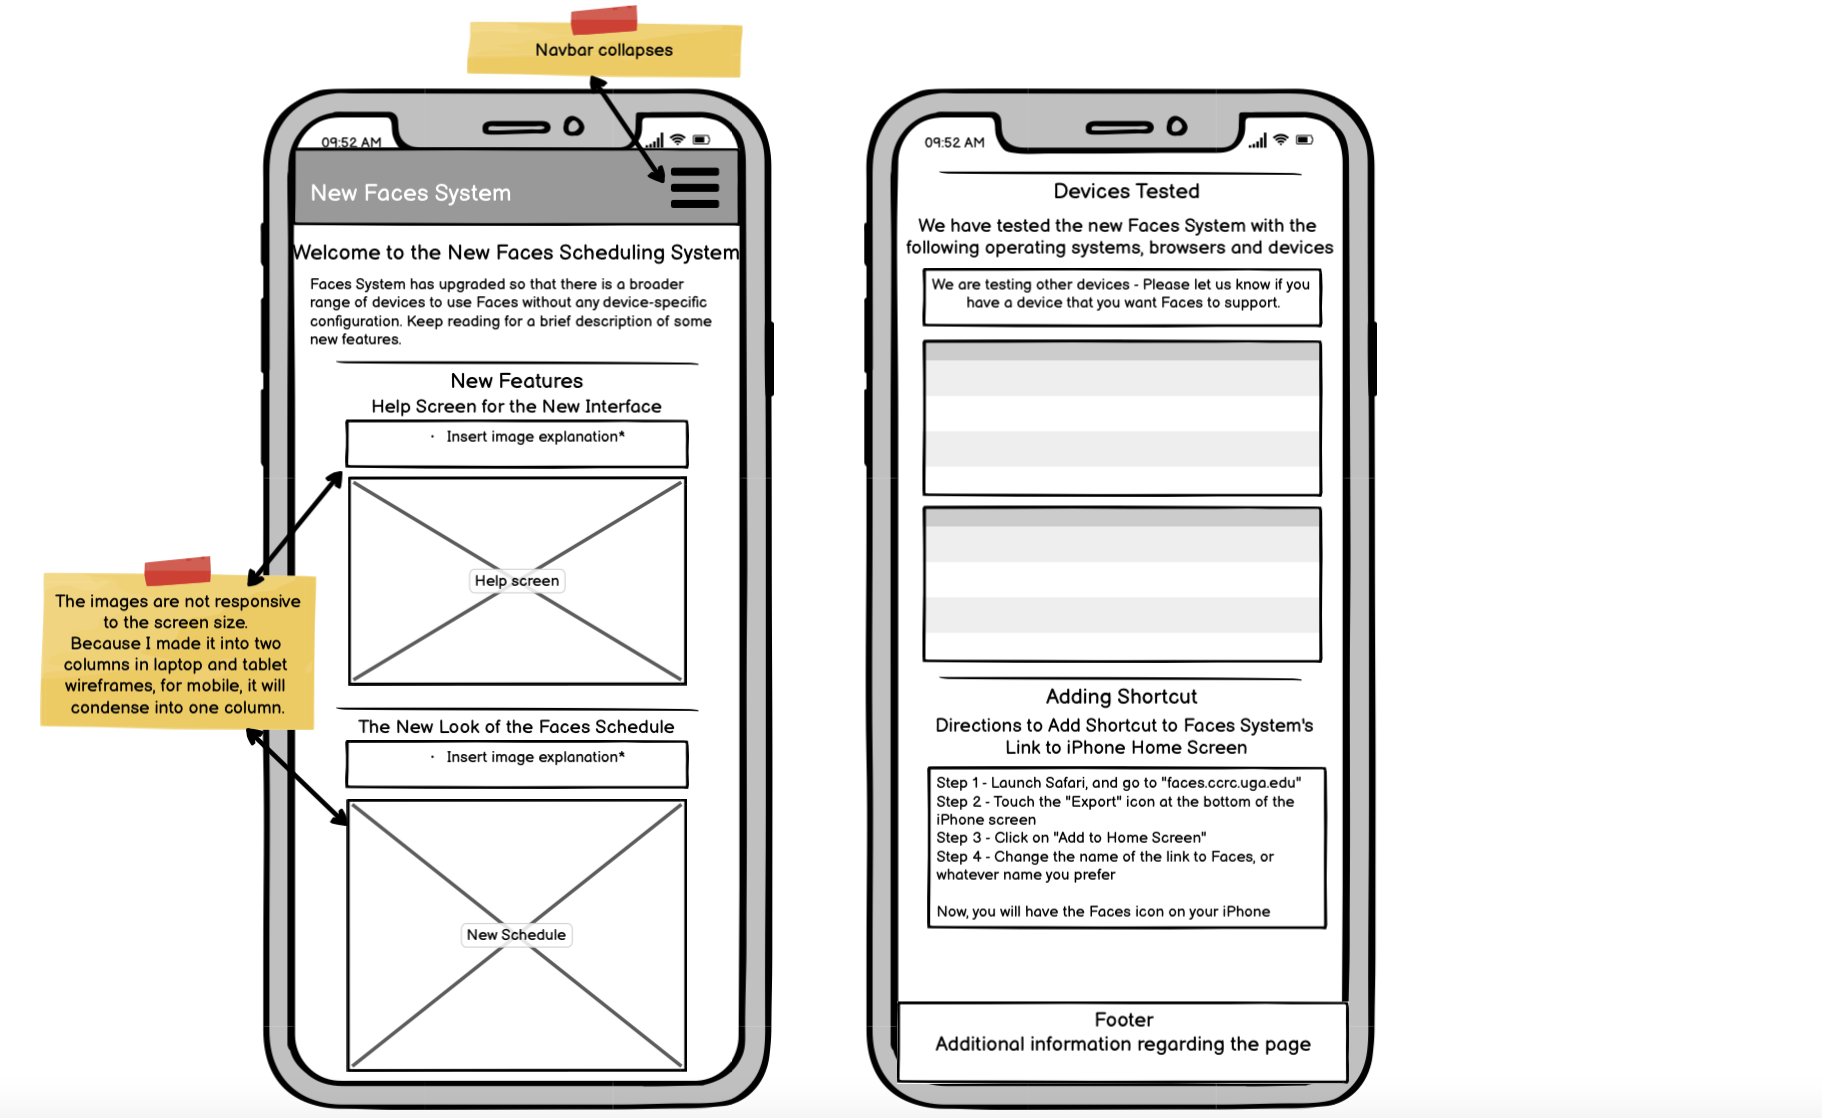 Navbar collapses
09:52 AM
New Faces System
Welcome to the New Faces Scheduling System
Faces System has upgraded so that there is a broader
range of devices to use Faces without any device-specific
configuration. Keep reading for a brief description of some
new features.
New Features
Help Screen for the New Interface
· Insert image explanation*
Help screen
The images are not responsive
to the screen size.
Because I made it into two
columns in laptop and tablet
wireframes, for mobile, it will
condense into one column.
The New Look of the Faces Schedule
· Insert image explanation*
New Schedule
09:52 AM
Devices Tested
We have tested the new Faces System with the
following operating systems, browsers and devices
We are testing other devices - Please let us know if you
have a device that you want Faces to support.
Adding Shortcut
Directions to Add Shortcut to Faces System's
Link to iPhone Home Screen
Step 1 - Launch Safari, and go to "faces.ccrc.uga.edu"
Step 2 - Touch the "Export" icon at the bottom of the
iPhone screen
Step 3 - Click on "Add to Home Screen"
Step 4 - Change the name of the link to Faces, or
whatever name you prefer
Now, you will have the Faces icon on your iPhone
Footer
Additional information regarding the page